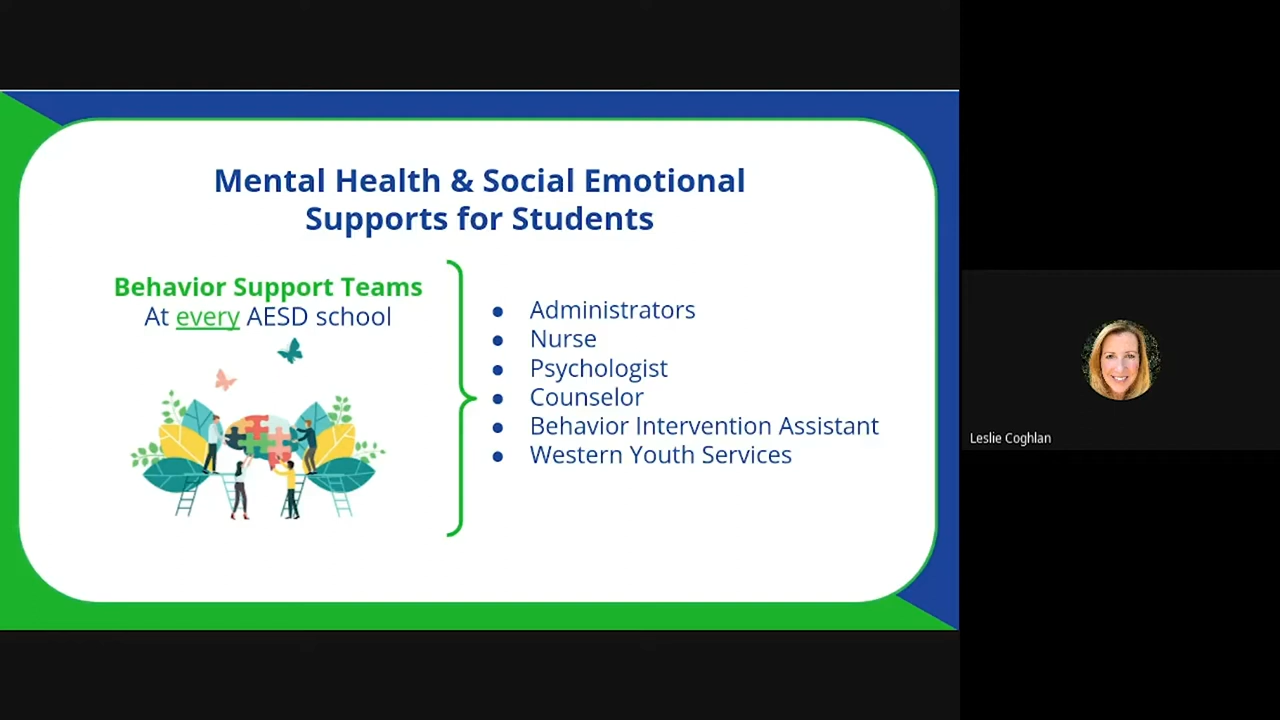 Mental Health & Social Emotional
Supports for Students
Behavior Support Teams
At every AESD school
● Administrators
● Nurse
● Psychologist
● Counselor
● Behavior Intervention Assistant
● Western Youth Services
Leslie Coghlan